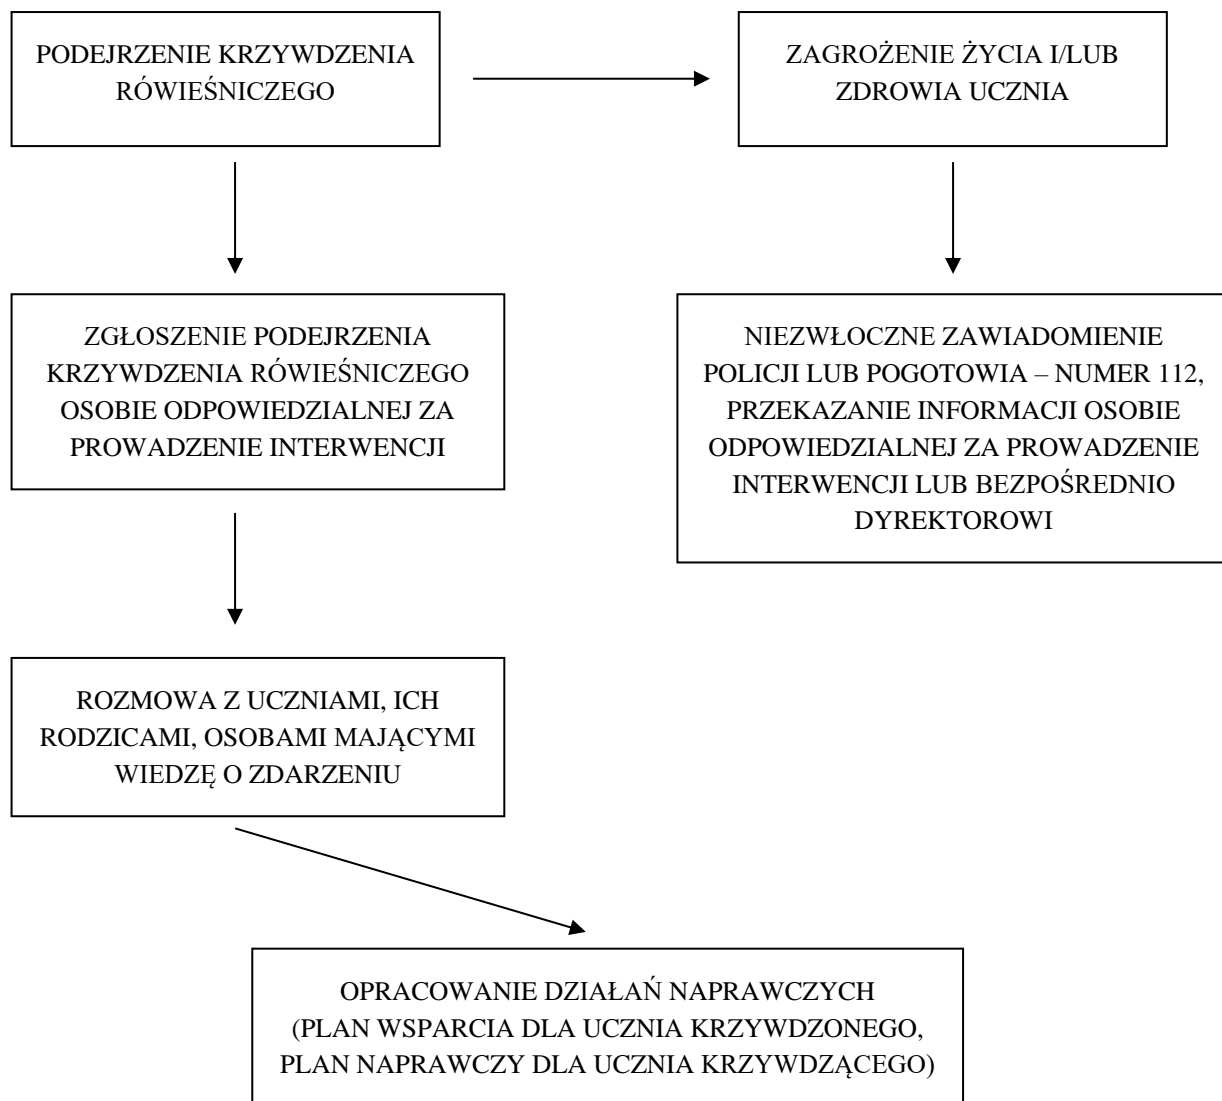 PODEJRZENIE KRZYWDZENIA
RÓWIEŚNICZEGO
ZAGROŻENIE ŻYCIA I/LUB
ZDROWIA UCZNIA
ZGŁOSZENIE PODEJRZENIA
KRZYWDZENIA RÓWIEŚNICZEGO
OSOBIE ODPOWIEDZIALNEJ ZA
PROWADZENIE INTERWENCJI
NIEZWŁOCZNE ZAWIADOMIENIE
POLICJI LUB POGOTOWIA – NUMER 112,
PRZEKAZANIE INFORMACJI OSOBIE
ODPOWIEDZIALNEJ ZA PROWADZENIE
INTERWENCJI LUB BEZPOŚREDNIO
DYREKTOROWI
ROZMOWA Z UCZNIAMI, ICH
RODZICAMI, OSOBAMI MAJĄCYMI
WIEDZĘ O ZDARZENIU
OPRACOWANIE DZIAŁAŃ NAPRAWCZYCH
(PLAN WSPARCIA DLA UCZNIA KRZYWDZONEGO,
PLAN NAPRAWCZY DLA UCZNIA KRZYWDZĄCEGO)